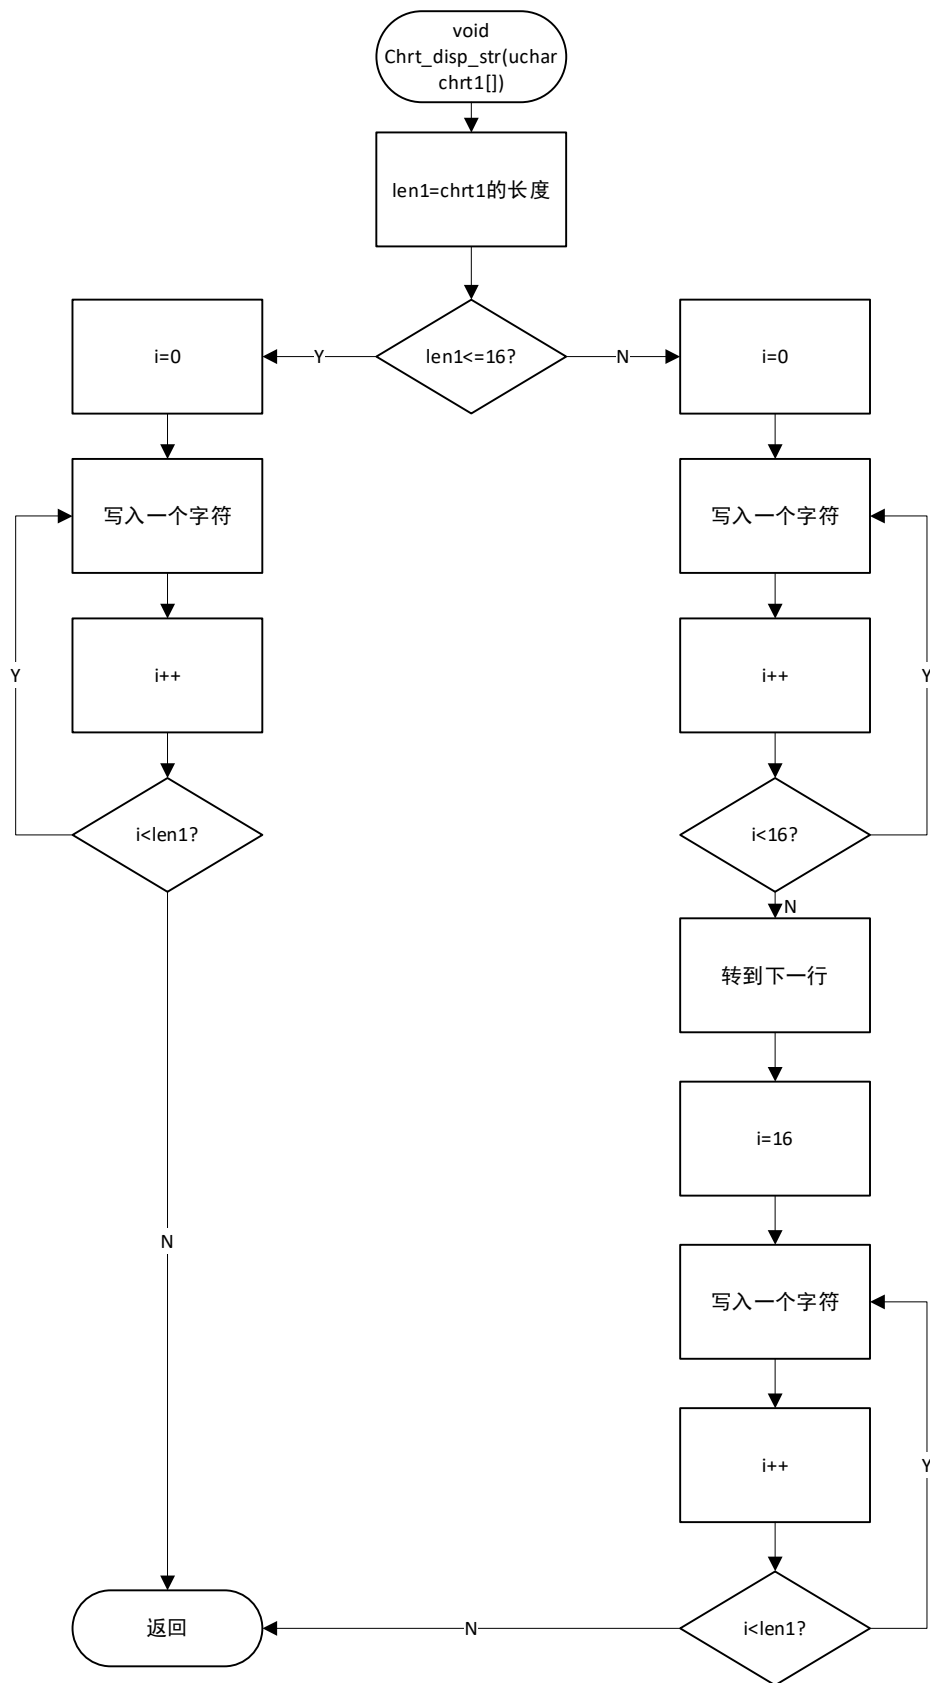 void
Chrt_disp_str(uchar
chrt1[])
len1=chrt1的长度
i=0
Y
len1<=16?
N
i=0
写入一个字符
写入一个字符
Y
i++
i++
Y
i<len1?
i<16?
N
转到下一行
i=16
N
写入一个字符
i++
Y
返回
N
i<len1?